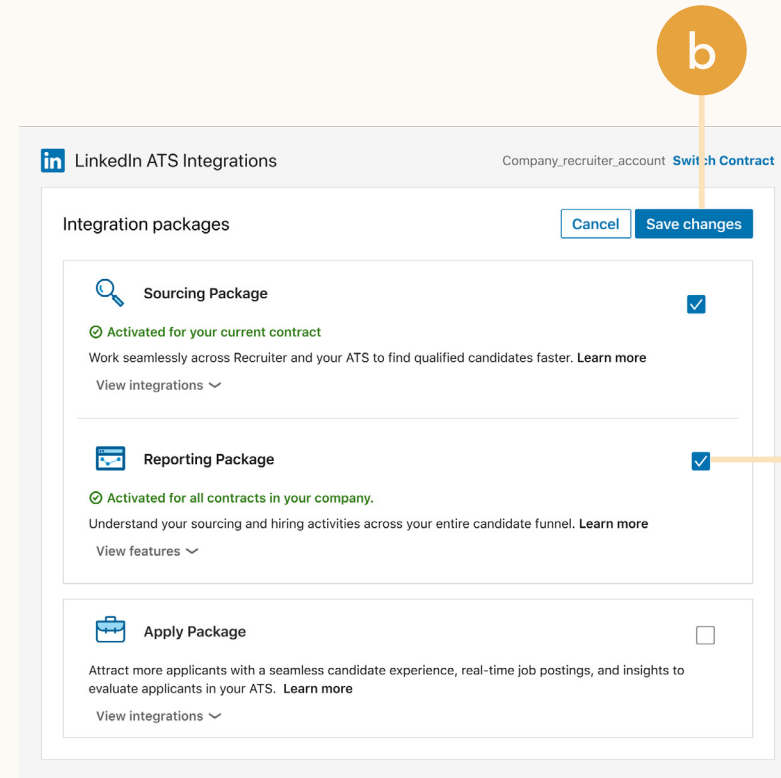 b
in LinkedIn ATS Integrations
Company_recruiter_account Switch Contract
Integration packages
Cancel
Save changes
Sourcing Package
Activated for your current contract
Work seamlessly across Recruiter and your ATS to find qualified candidates faster. Learn more
View integrations
Reporting Package
Activated for all contracts in your company.
Understand your sourcing and hiring activities across your entire candidate funnel. Learn more
View features
Apply Package
Attract more applicants with a seamless candidate experience, real-time job postings, and insights to
evaluate applicants in your ATS. Learn more
View integrations